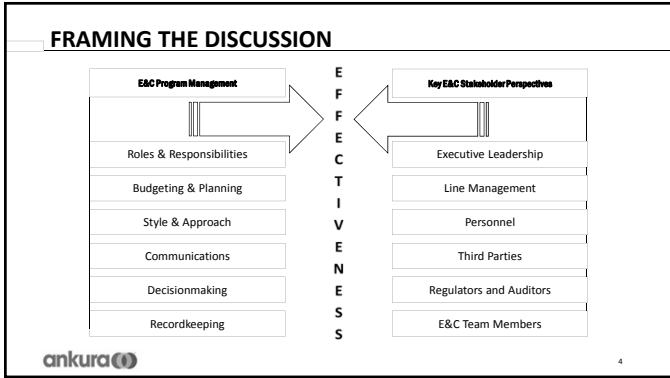 FRAMING THE DISCUSSION
E&C Program Management
Roles & Responsibilities
Budgeting & Planning
Style & Approach
Communications
Decisionmaking
Recordkeeping
EFFECTIVENESS
Key E&C Stakeholder Perspectives
Executive Leadership
Line Management
Personnel
Third Parties
Regulators and Auditors
E&C Team Members
ankura
4